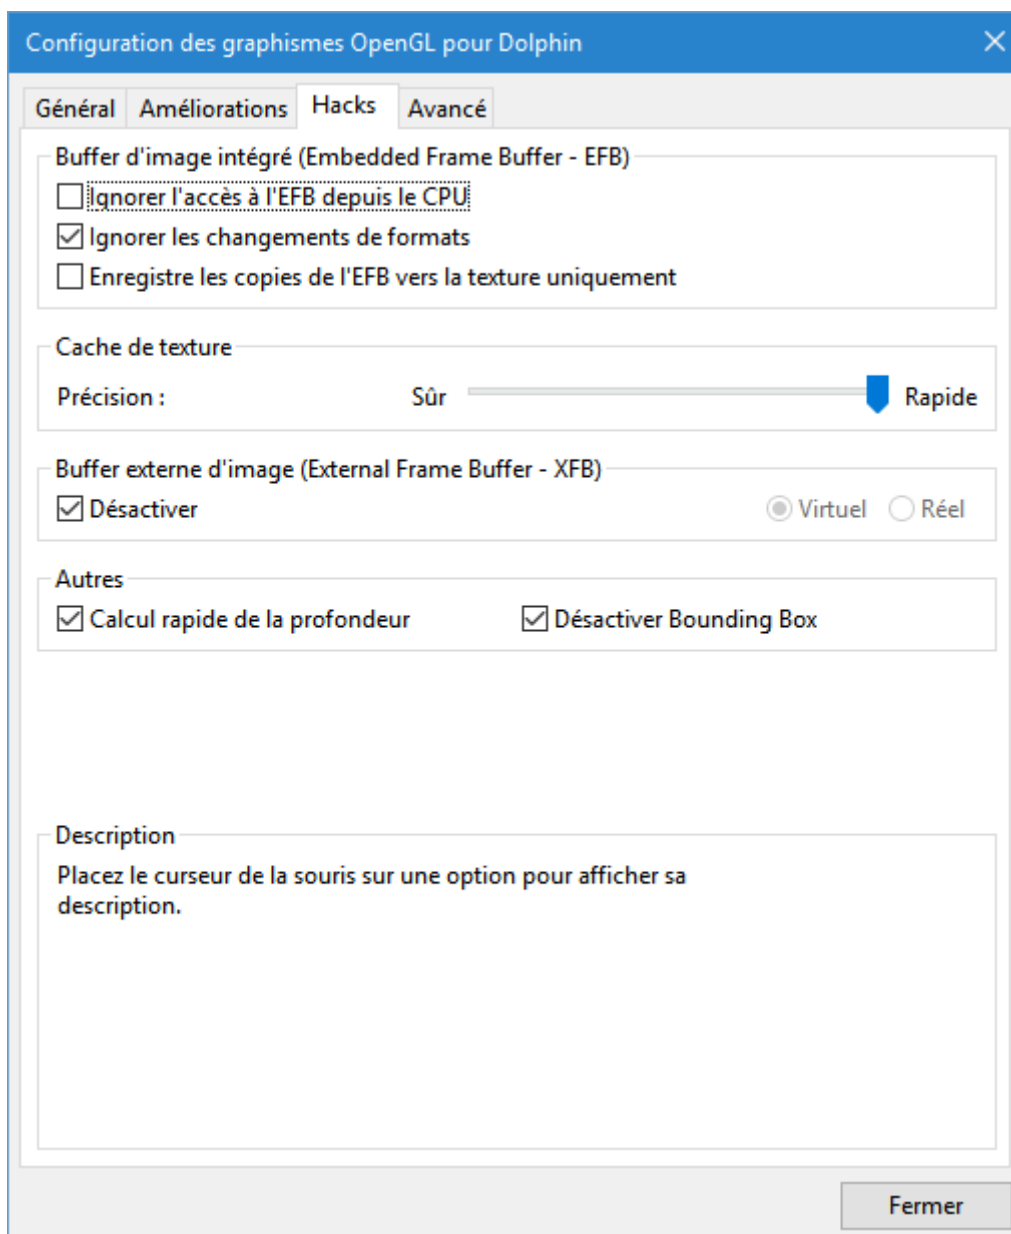 Configuration des graphismes OpenGL pour Dolphin
Général Améliorations Hacks Avancé
Buffer d'image intégré (Embedded Frame Buffer - EFB)
Ignorer l'accès à l'EFB depuis le CPU
Ignorer les changements de formats
Enregistre les copies de l'EFB vers la texture uniquement
Cache de texture
Précision : Sûr Rapide
Buffer externe d'image (External Frame Buffer - XFB)
Désactiver Virtuel Réel
Autres
Calcul rapide de la profondeur Désactiver Bounding Box
Description
Placez le curseur de la souris sur une option pour afficher sa
description.
Fermer